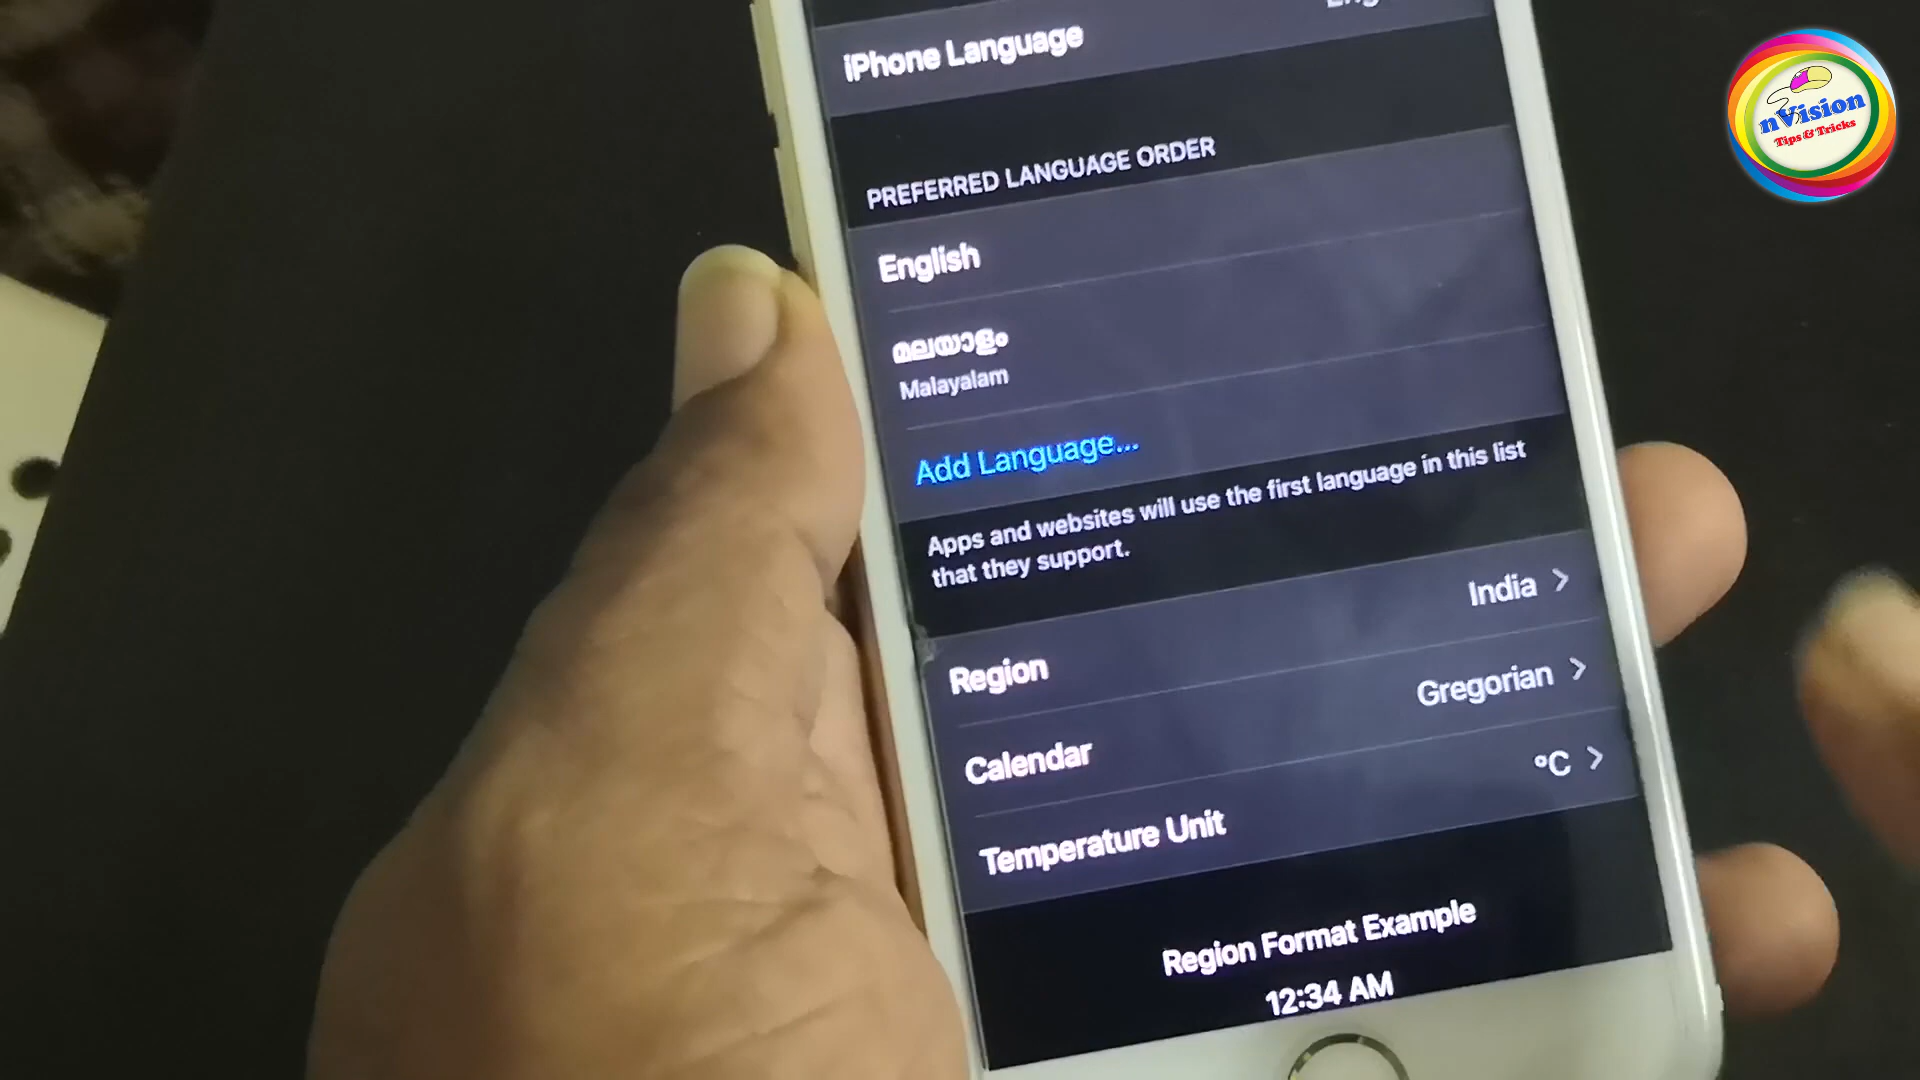 iPhone Language
PREFERRED LANGUAGE ORDER
English
മലയാളം
Malayalam
Add Language...
Apps and websites will use the first language in this list
that they support.
Region India
Calendar Gregorian
Temperature Unit °C
Region Format Example
12:34 AM
nVision
Tips & Tricks